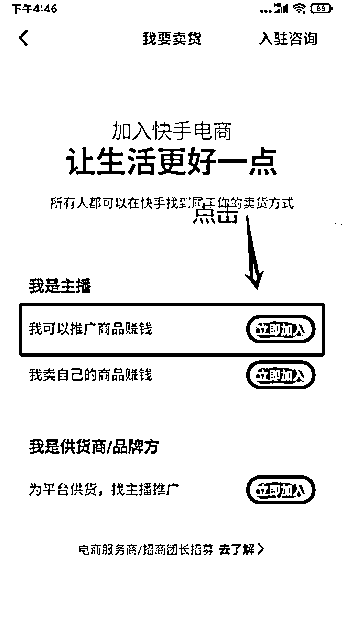 下午4:46
我要卖货
入驻咨询
加入快手电商
让生活更好一点
所有人都可以在快手找到属于你的卖货方式
点击
我是主播
我可以推广商品赚钱
立即加入
我卖自己的商品赚钱
立即加入
我是供货商/品牌方
为平台供货，找主播推广
立即加入
电商服务商/招商团长招募 去了解